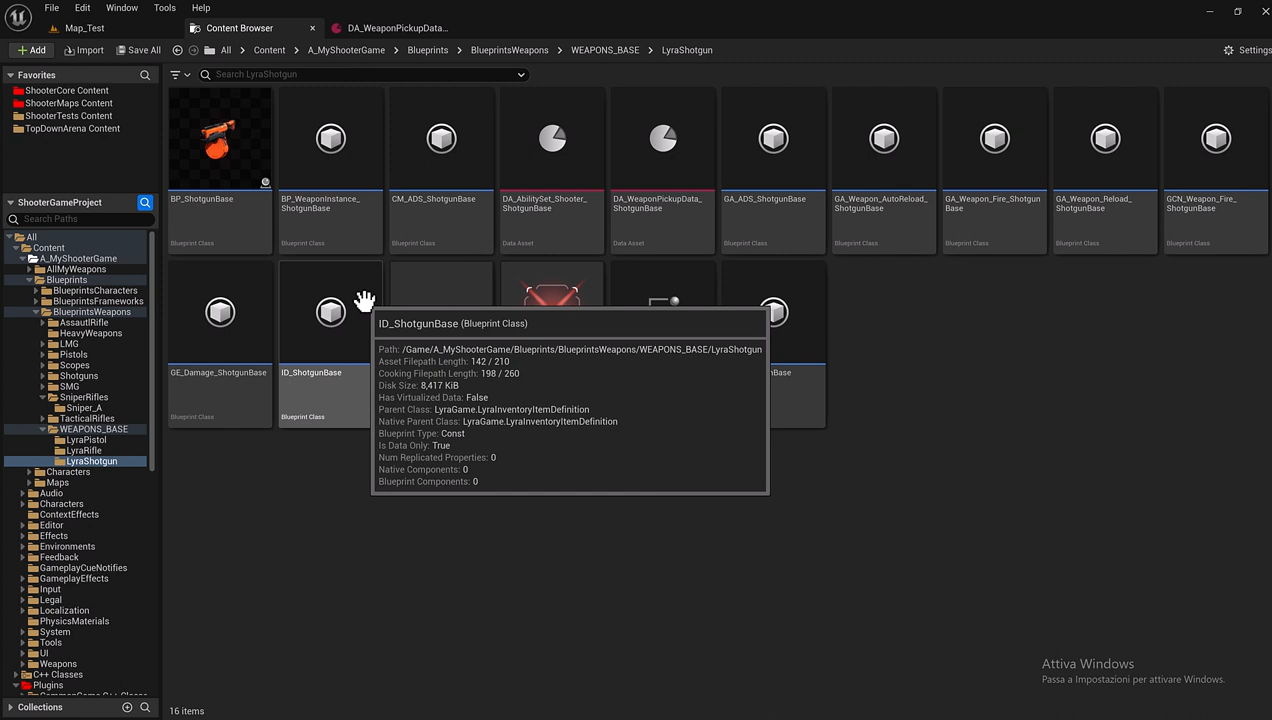 File Edit Window Tools Help
Map_Test
Content Browser
DA_WeaponPickupData...
Add
Import
Save All
All
Content
A_MyShooterGame
Blueprints
BlueprintsWeapons
WEAPONS_BASE
LyraShotgun
Settings
Favorites
Search LyraShotgun
ShooterCore Content
ShooterMaps Content
ShooterTests Content
TopDownArena Content
ShooterGameProject
Search Paths
All
Content
A_MyShooterGame
AllMyWeapons
Blueprints
BlueprintsCharacters
BlueprintsFrameworks
BlueprintsWeapons
AssautlRifle
HeavyWeapons
LMG
Pistols
Scopes
Shotguns
SMG
SniperRifles
Sniper_A
TacticalRifles
WEAPONS_BASE
LyraPistol
LyraRifle
LyraShotgun
Characters
Maps
Audio
Characters
ContextEffects
Editor
Effects
Environments
Feedback
GameplayCueNotifies
GameplayEffects
Input
Legal
Localization
PhysicsMaterials
System
Tools
UI
Weapons
C++ Classes
Plugins
CommonGame C++ Classes
Collections
BP_ShotgunBase
Blueprint Class
BP_WeaponInstance_
ShotgunBase
Blueprint Class
CM_ADS_ShotgunBase
Blueprint Class
DA_AbilitySet_Shooter_
ShotgunBase
Data Asset
DA_WeaponPickupData_
ShotgunBase
Data Asset
GA_ADS_ShotgunBase
Blueprint Class
GA_Weapon_AutoReload_
ShotgunBase
Blueprint Class
GA_Weapon_Fire_Shotgun
Base
Blueprint Class
GA_Weapon_Reload_
ShotgunBase
Blueprint Class
GCN_Weapon_Fire_
ShotgunBase
Blueprint Class
GE_Damage_ShotgunBase
Blueprint Class
ID_ShotgunBase
Blueprint Class
nBase
ID_ShotgunBase (Blueprint Class)
Path: /Game/A_MyShooterGame/Blueprints/BlueprintsWeapons/WEAPONS_BASE/LyraShotgun
Asset Filepath Length: 142 / 210
Cooking Filepath Length: 198 / 260
Disk Size: 8,417 KiB
Has Virtualized Data: False
Parent Class: LyraGame.LyraInventoryItemDefinition
Native Parent Class: LyraGame.LyraInventoryItemDefinition
Blueprint Type: Const
Is Data Only: True
Num Replicated Properties: 0
Native Components: 0
Blueprint Components: 0
Attiva Windows
Passa a Impostazioni per attivare Windows.
16 items